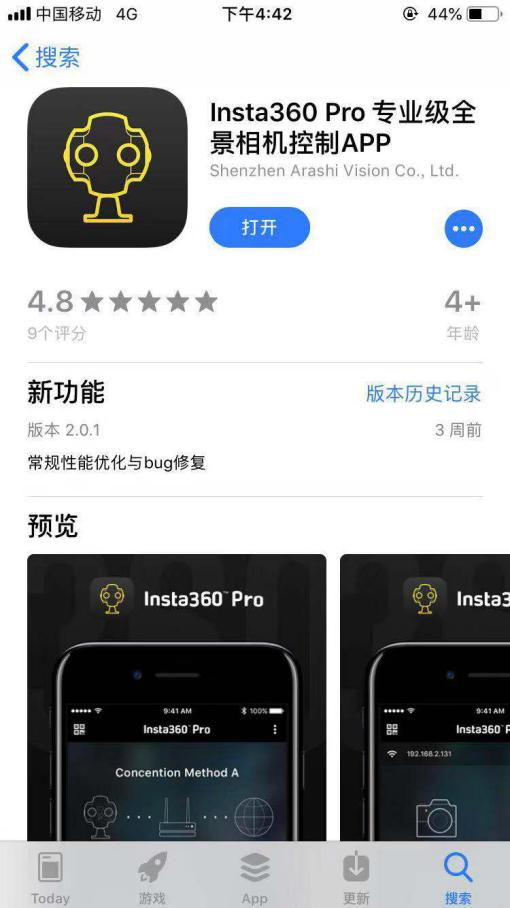 中国移动 4G 下午4:42 44%
搜索
Insta360 Pro 专业级全
景相机控制APP
Shenzhen Arashi Vision Co., Ltd.
打开
4.8 4+
9个评分 年龄
新功能 版本历史记录
版本 2.0.1 3 周前
常规性能优化与bug修复
预览
Insta360™ Pro Insta3
9:41 AM 100% 9:41 AM
Insta360™ Pro Insta360™ P
192.168.2.131
Concention Method A
Today 游戏 App 更新 搜索